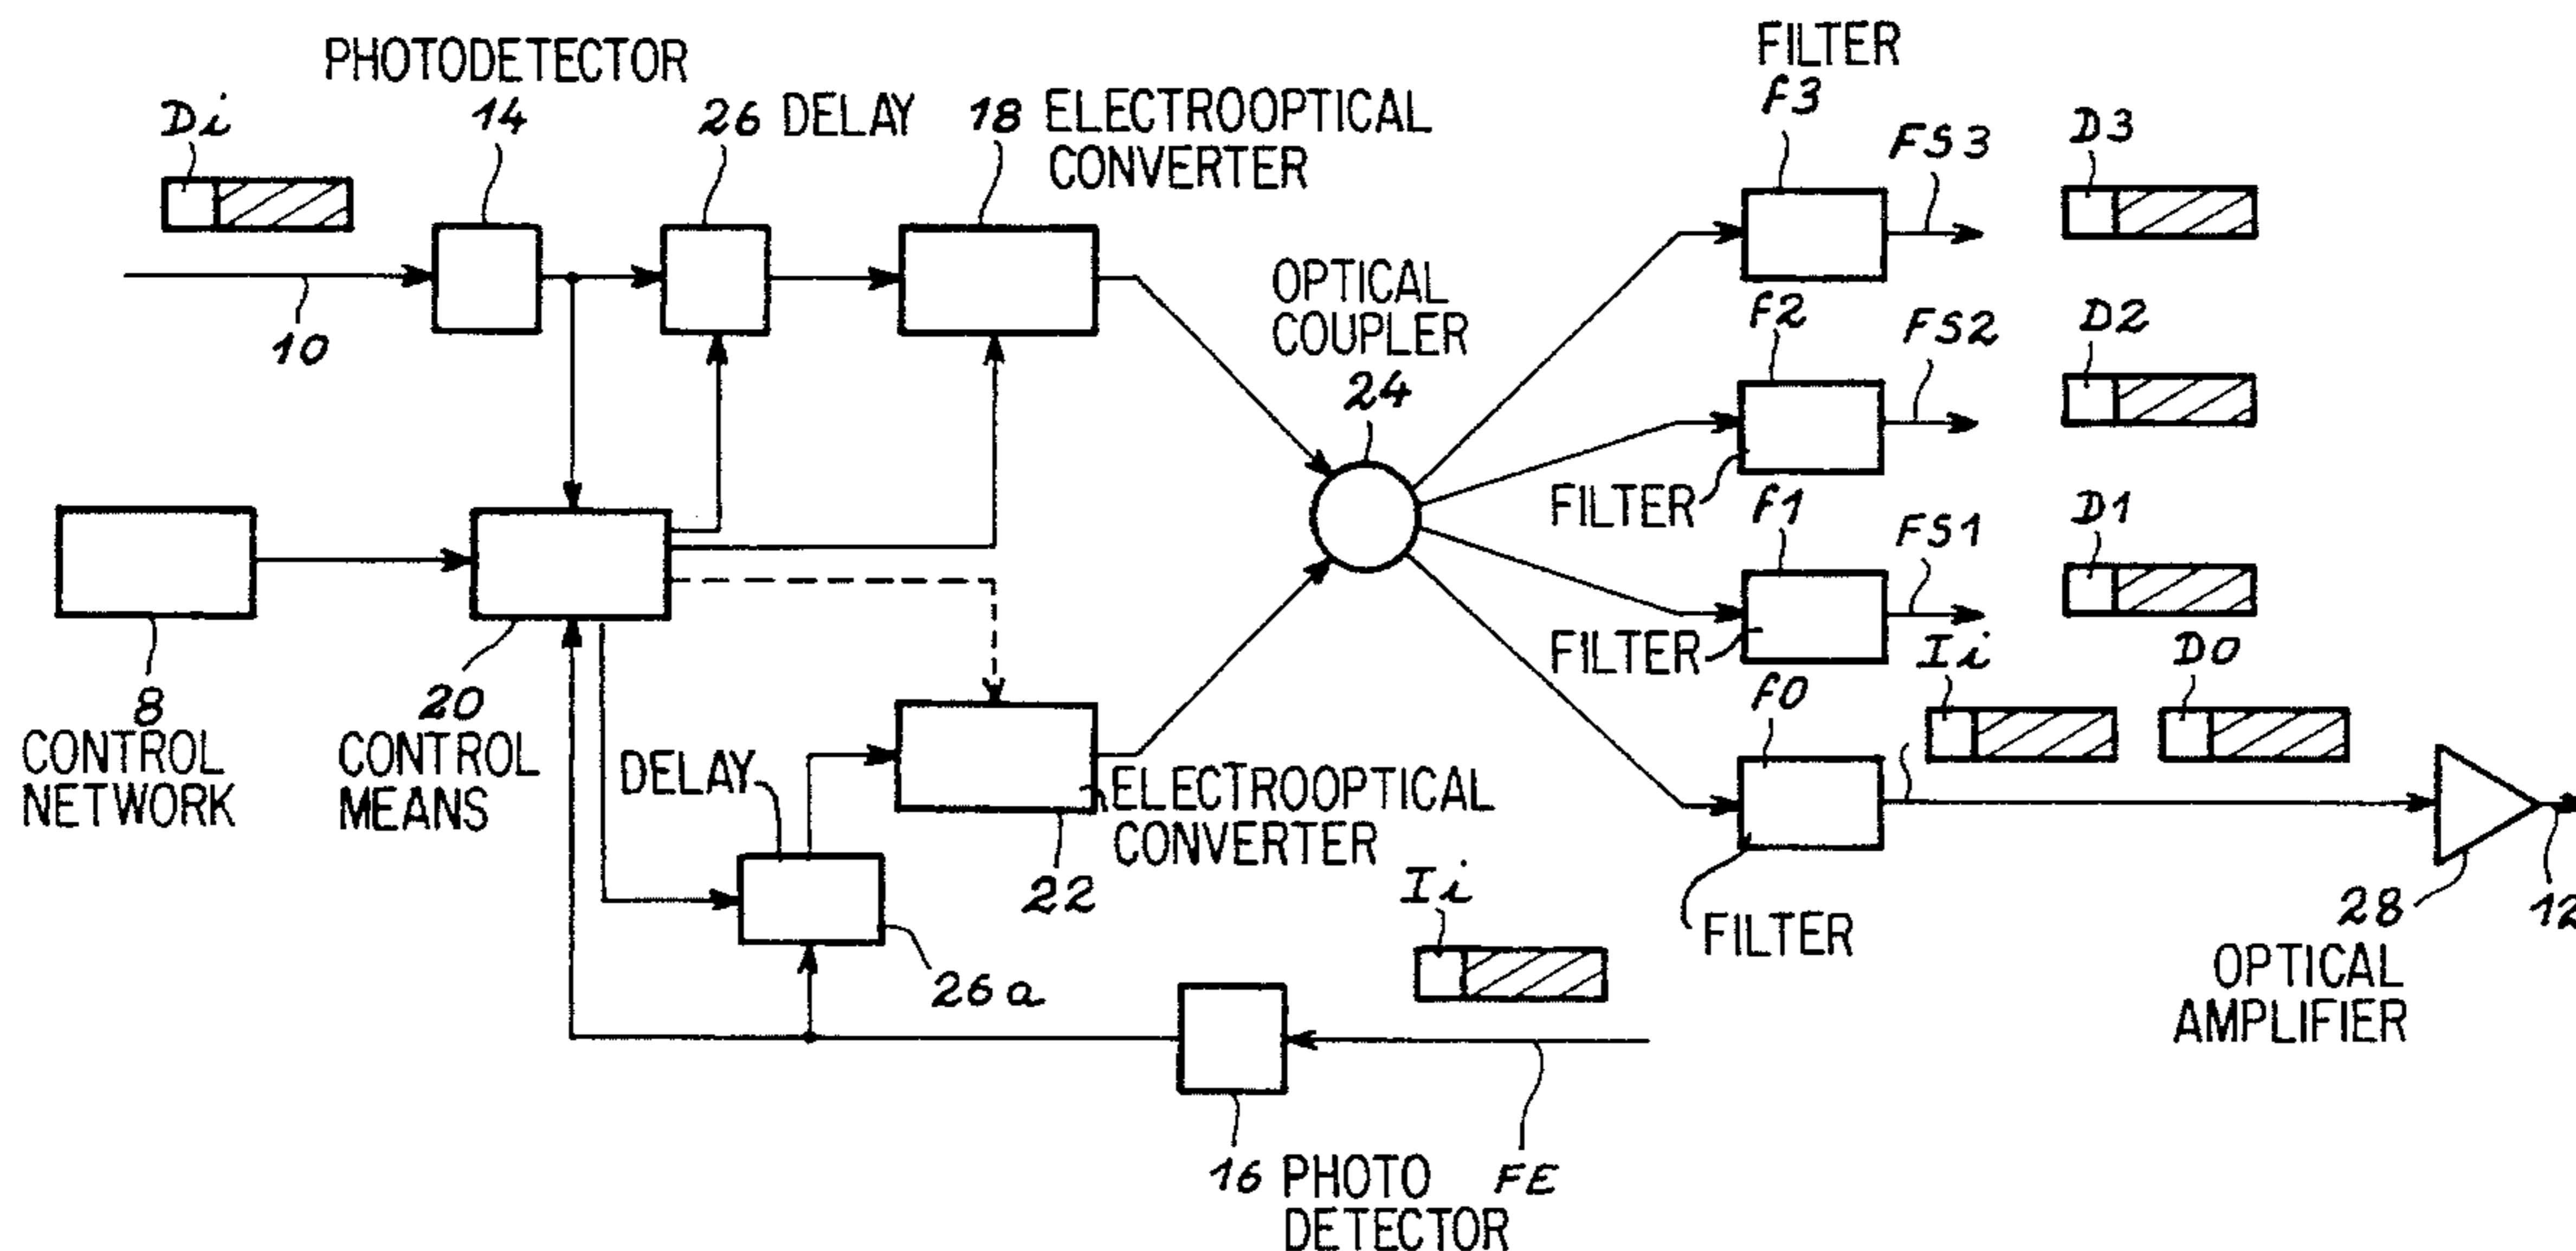 PHOTODETECTOR
14
Di
26 DELAY
18 ELECTROOPTICAL
CONVERTER
10
FILTER
f3
FS3
D3
OPTICAL
COUPLER
24
f2
FS2
D2
FILTER
f1
FS1
D1
FILTER
f0
Ii
D0
FILTER
8
CONTROL
NETWORK
20
CONTROL
MEANS
DELAY
ELECTROOPTICAL
CONVERTER
22
26a
Ii
28
OPTICAL
AMPLIFIER
12
16 PHOTO
DETECTOR
FE